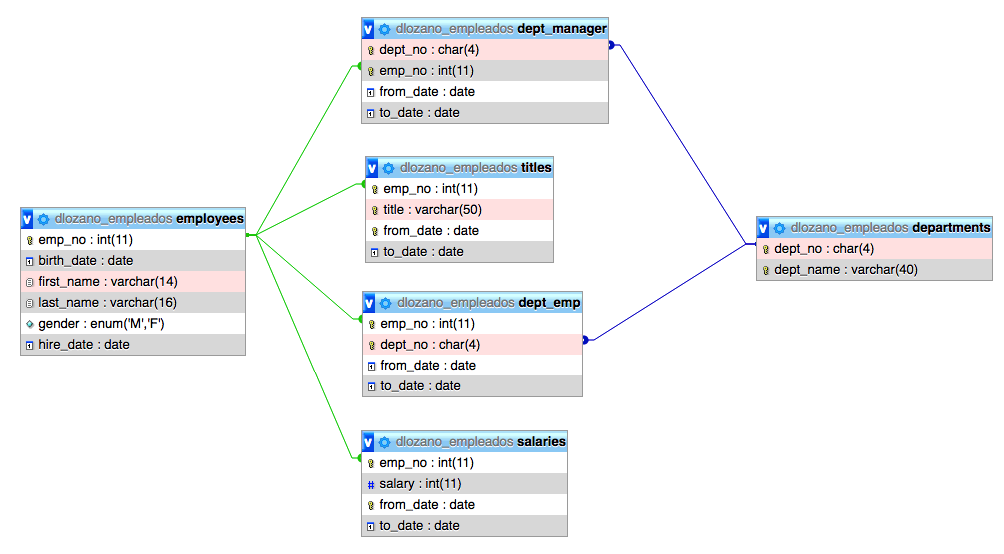 dlozano_empleados dept_manager
dept_no : char(4)
emp_no : int(11)
from_date : date
to_date : date
dlozano_empleados titles
emp_no : int(11)
title : varchar(50)
from_date : date
to_date : date
dlozano_empleados employees
emp_no : int(11)
birth_date : date
first_name : varchar(14)
last_name : varchar(16)
gender : enum('M','F')
hire_date : date
dlozano_empleados departments
dept_no : char(4)
dept_name : varchar(40)
dlozano_empleados dept_emp
emp_no : int(11)
dept_no : char(4)
from_date : date
to_date : date
dlozano_empleados salaries
emp_no : int(11)
salary : int(11)
from_date : date
to_date : date